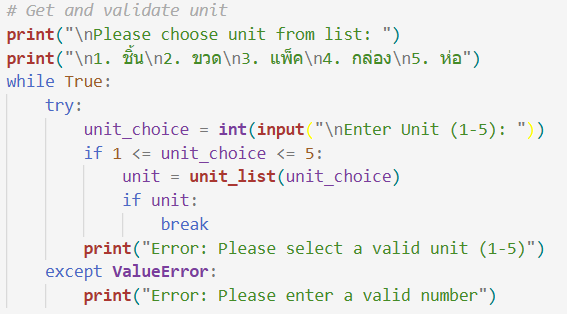 # Get and validate unit
print("\nPlease choose unit from list: ")
print("\n1. ชิ้น\n2. ขวด\n3. แพ็ค\n4. กล่อง\n5. ห่อ")
while True:
    try:
        unit_choice = int(input("\nEnter Unit (1-5): "))
        if 1 <= unit_choice <= 5:
            unit = unit_list(unit_choice)
            if unit:
                break
        print("Error: Please select a valid unit (1-5)")
    except ValueError:
        print("Error: Please enter a valid number")